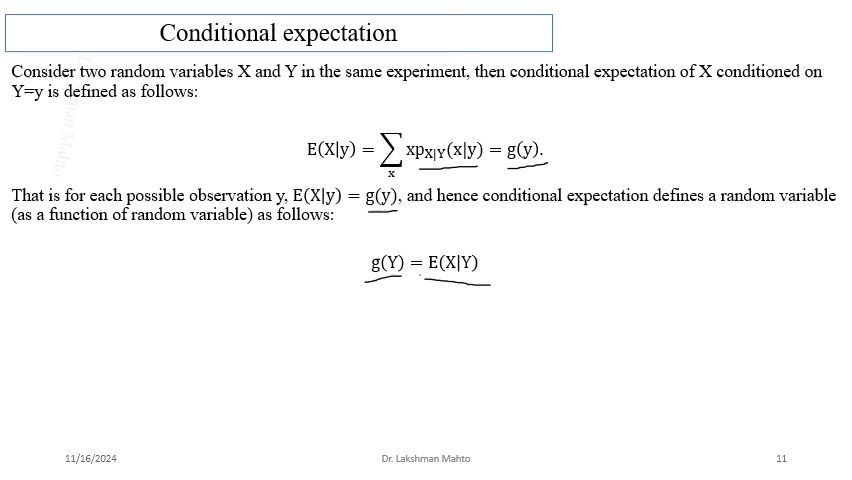 Conditional expectation
Consider two random variables X and Y in the same experiment, then conditional expectation of X conditioned on
Y=y is defined as follows:
E(X|y) = ∑ₓ xp_{X|Y}(x|y) = g(y).
That is for each possible observation y, E(X|y) = g(y), and hence conditional expectation defines a random variable
(as a function of random variable) as follows:
g(Y) = E(X|Y)
11/16/2024
Dr. Lakshman Mahto
11